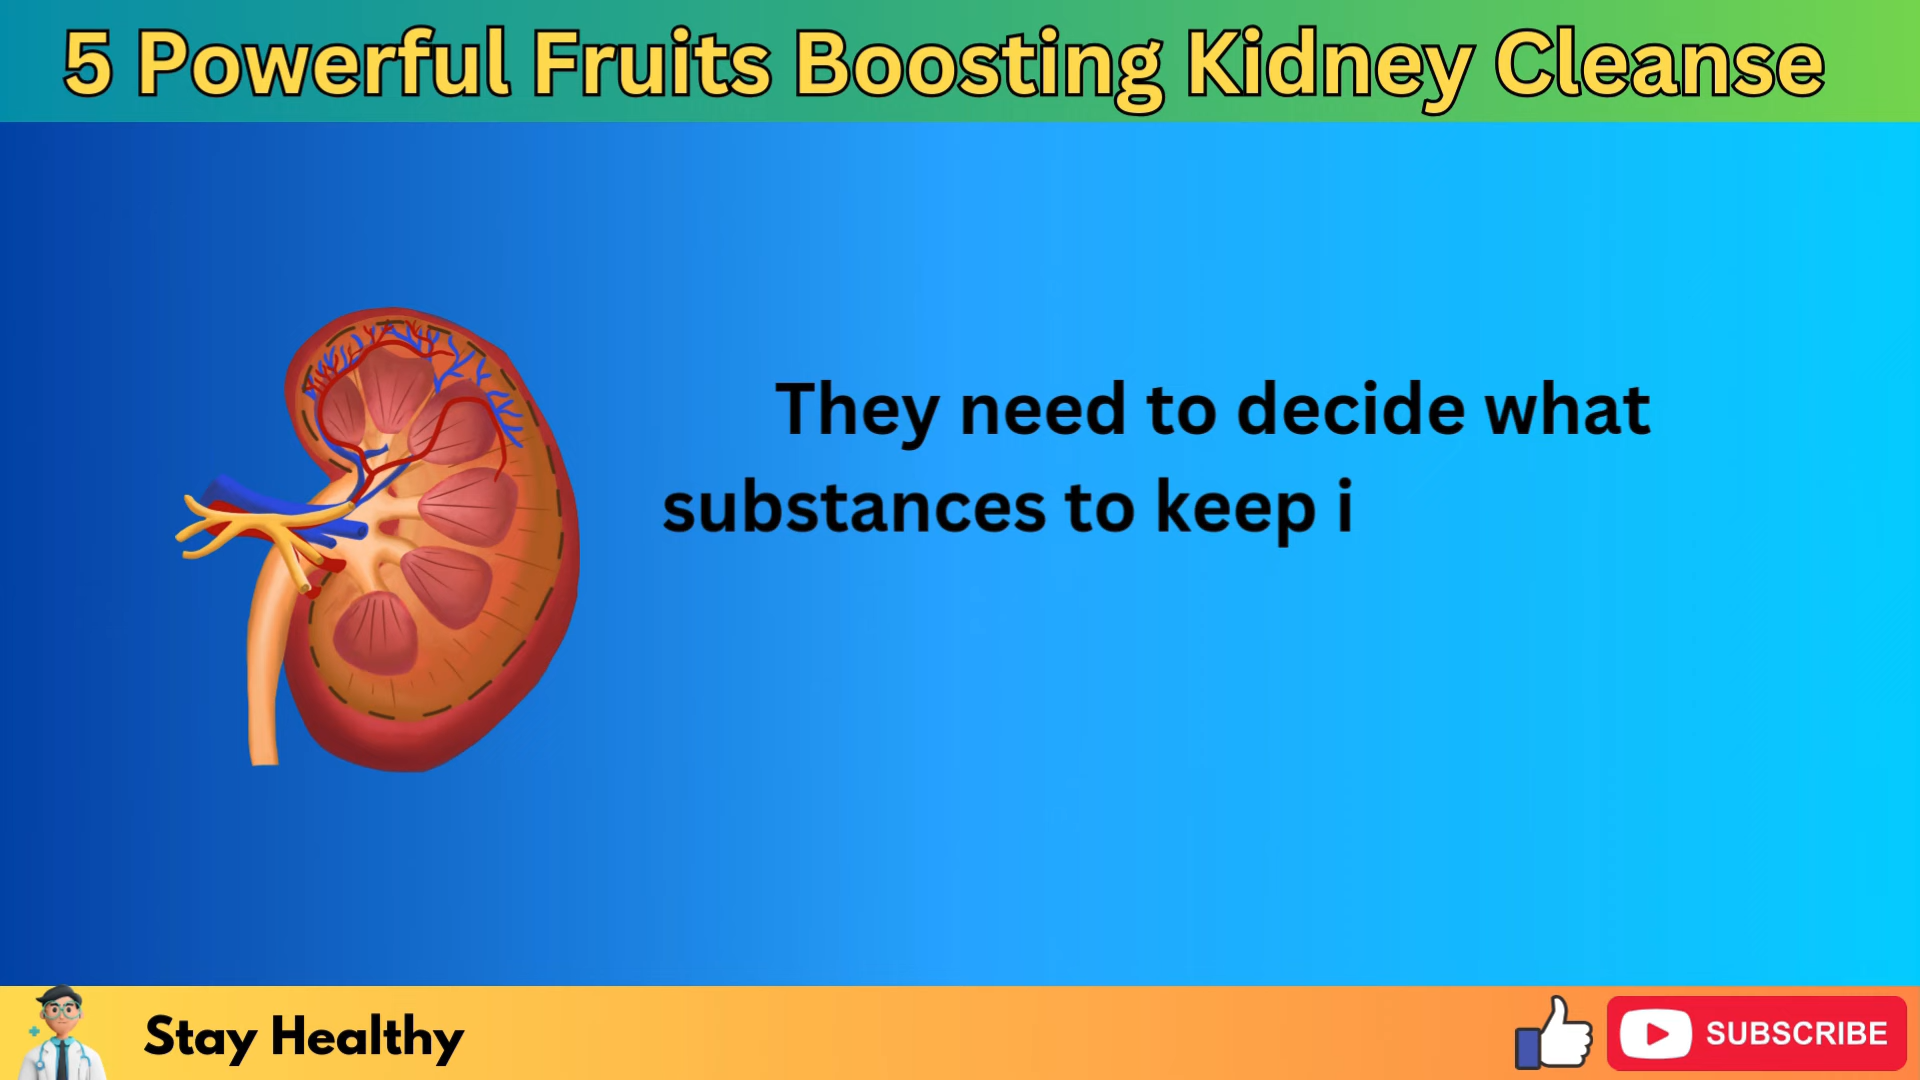 5 Powerful Fruits Boosting Kidney Cleanse
They need to decide what
substances to keep i
Stay Healthy
SUBSCRIBE